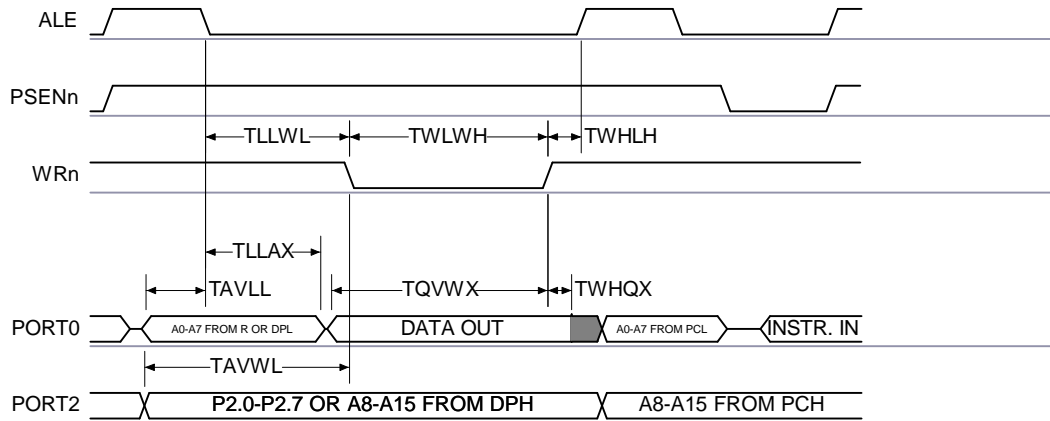 ALE
PSENn
TLLWL TWLWH TWHLH
WRn
TLLAX
TAVLL TQVWX TWHQX
PORT0 A0-A7 FROM R OR DPL DATA OUT A0-A7 FROM PCL INSTR. IN
TAVWL
PORT2 P2.0-P2.7 OR A8-A15 FROM DPH A8-A15 FROM PCH